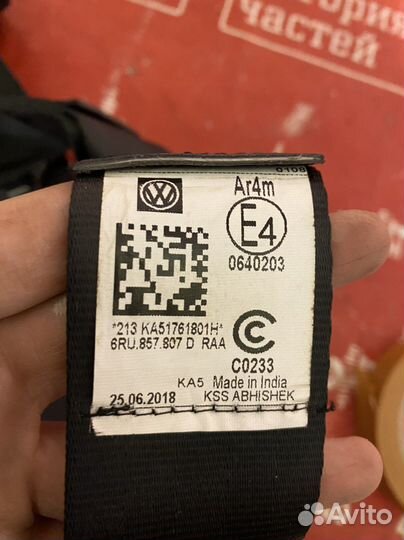 частей
0108
Ar4m
E4
0640203
*213 KA51761801H*
6RU.857.807 D RAA
C
C0233
KA5 Made in India
25.06.2018 KSS ABHISHEK
Avito